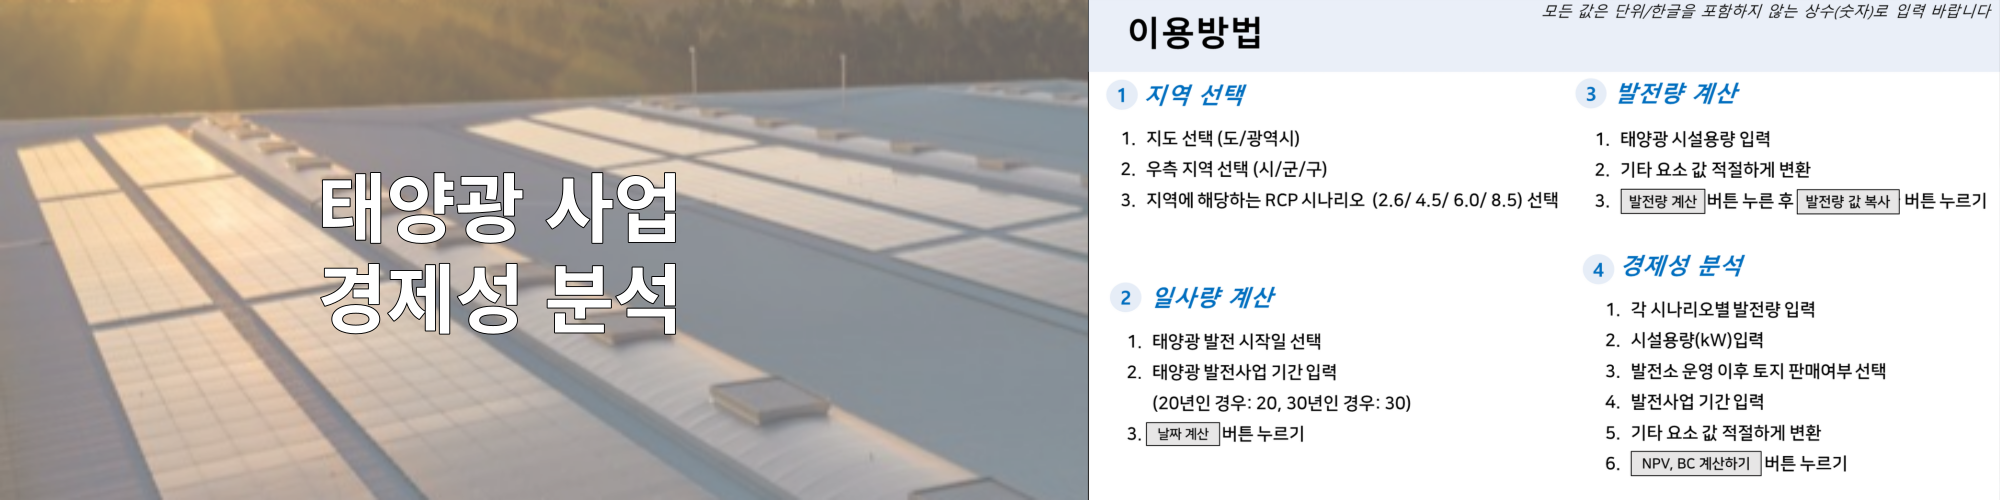 태양광 사업
경제성 분석
모든 값은 단위/한글을 포함하지 않는 상수(숫자)로 입력 바랍니다
이용방법
1 지역 선택
1. 지도 선택 (도/광역시)
2. 우측 지역 선택 (시/군/구)
3. 지역에 해당하는 RCP 시나리오 (2.6/ 4.5/ 6.0/ 8.5) 선택
2 일사량 계산
1. 태양광 발전 시작일 선택
2. 태양광 발전사업 기간 입력
(20년인 경우: 20, 30년인 경우: 30)
3. 날짜 계산 버튼 누르기
3 발전량 계산
1. 태양광 시설용량 입력
2. 기타 요소 값 적절하게 변환
3. 발전량 계산 버튼 누른 후 발전량 값 복사 버튼 누르기
4 경제성 분석
1. 각 시나리오별 발전량 입력
2. 시설용량(kW)입력
3. 발전소 운영 이후 토지 판매여부 선택
4. 발전사업 기간 입력
5. 기타 요소 값 적절하게 변환
6. NPV, BC 계산하기 버튼 누르기